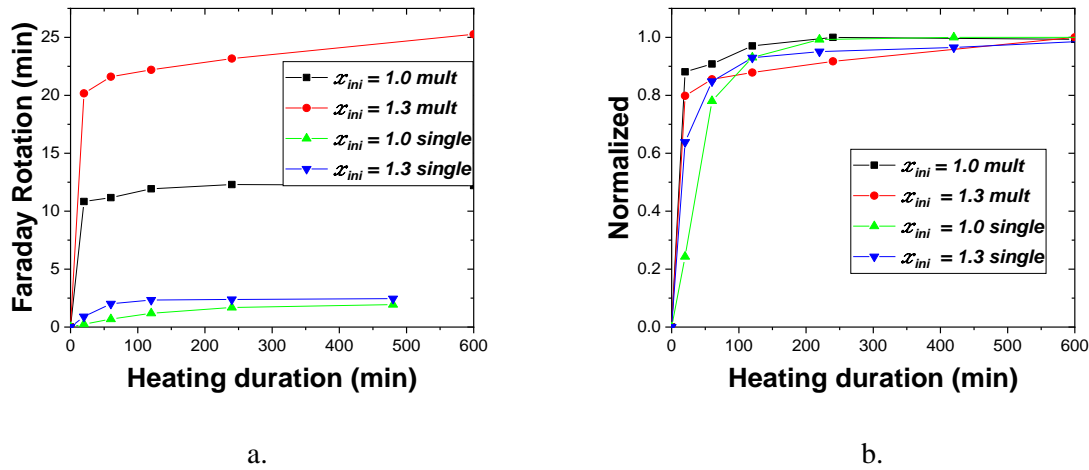 25
20
15
10
5
0
Faraday Rotation (min)
x_ini = 1.0 mult
x_ini = 1.3 mult
x_ini = 1.0 single
x_ini = 1.3 single
0 100 200 300 400 500 600
Heating duration (min)
a.
1.0
0.8
0.6
0.4
0.2
0.0
Normalized
x_ini = 1.0 mult
x_ini = 1.3 mult
x_ini = 1.0 single
x_ini = 1.3 single
0 100 200 300 400 500 600
Heating duration (min)
b.